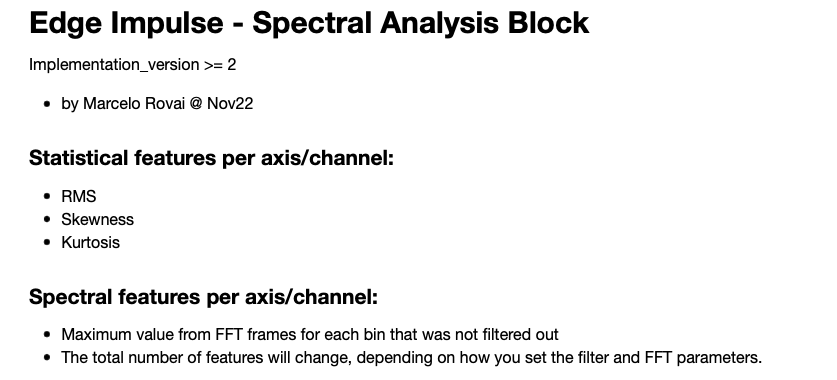 Edge Impulse - Spectral Analysis Block
Implementation_version >= 2
• by Marcelo Rovai @ Nov22
Statistical features per axis/channel:
• RMS
• Skewness
• Kurtosis
Spectral features per axis/channel:
• Maximum value from FFT frames for each bin that was not filtered out
• The total number of features will change, depending on how you set the filter and FFT parameters.